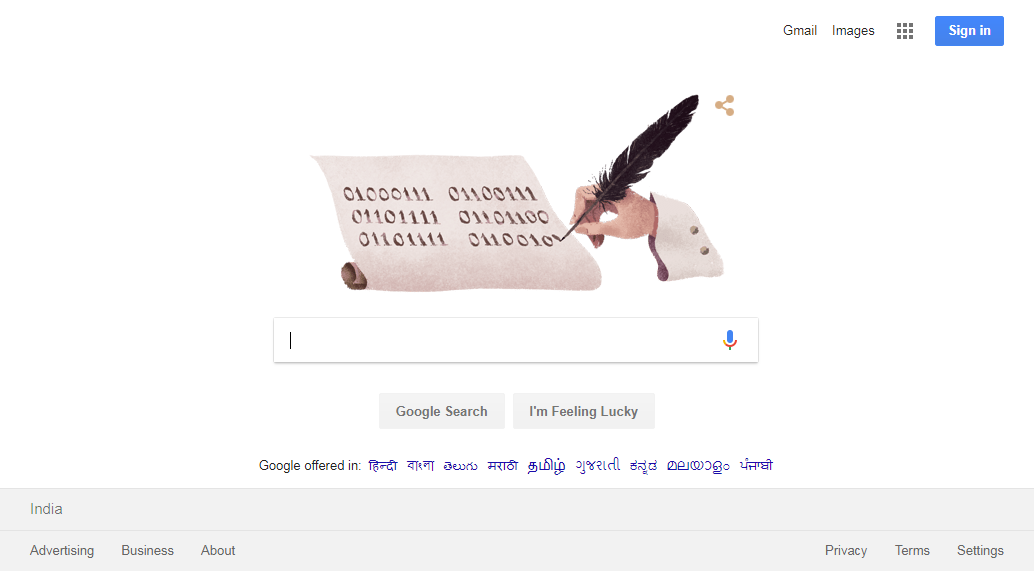 Gmail Images
Sign in
01000111 01100111
01101111 01101100
01101111 0110010
Google Search
I'm Feeling Lucky
Google offered in: हिन्दी বাংলা తెలుగు मराठी தமிழ் ગુજરાતી ಕನ್ನಡ മലയാളം ਪੰਜਾਬੀ
India
Advertising Business About
Privacy Terms Settings